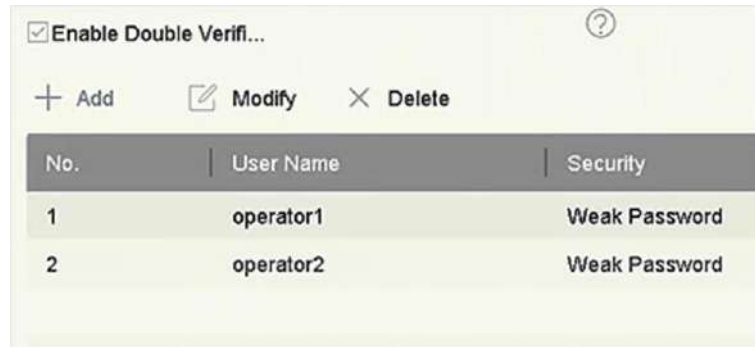 Enable Double Verifi... ?
+ Add Modify × Delete
No. User Name Security
1 operator1 Weak Password
2 operator2 Weak Password